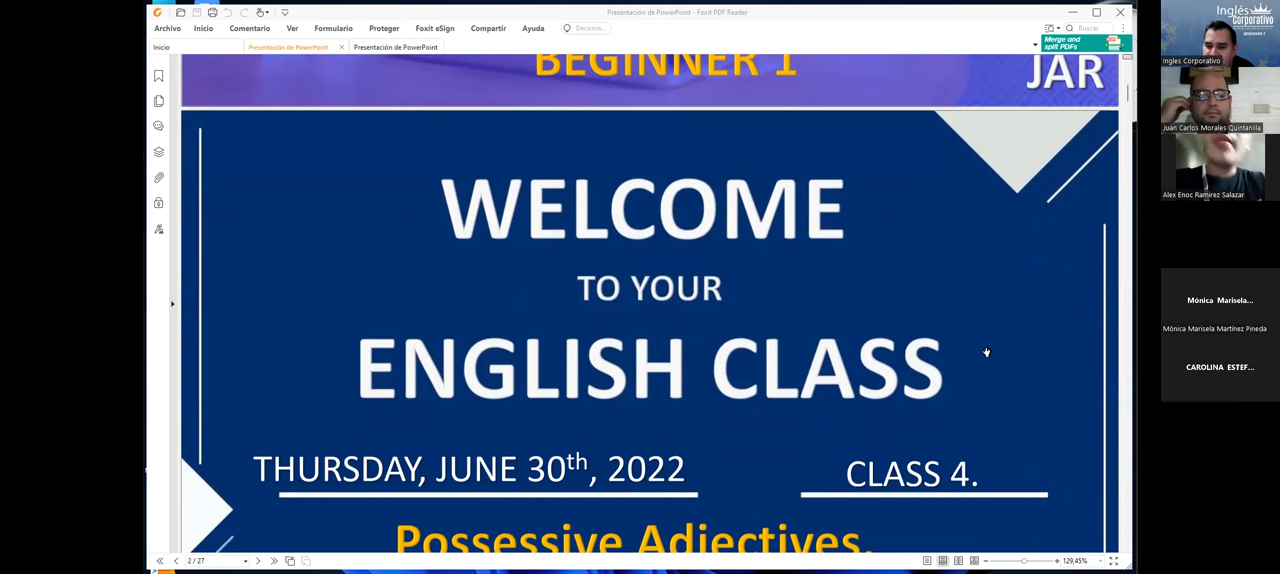 Presentación de PowerPoint - Foxit PDF Reader
Archivo Inicio Comentario Ver Formulario Proteger Foxit eSign Compartir Ayuda Decirme... Buscar
Inicio Presentación de PowerPoint Presentación de PowerPoint
Merge and split PDFs
BEGINNER 1
JAR
WELCOME
TO YOUR
ENGLISH CLASS
THURSDAY, JUNE 30th, 2022 CLASS 4.
Possessive Adjectives.
2 / 27
129,45%
Inglés
Corporativo
BEGINNER 1
Ingles Corporativo
Juan Carlos Morales Quintanilla
Alex Enoc Ramirez Salazar
Mónica Marisela...
Mónica Marisela Martínez Pineda
CAROLINA ESTEF...